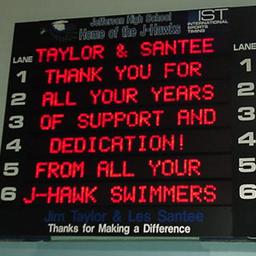 Jefferson High School
Home of the J-Hawks
IST
INTERNATIONAL
SPORTS
TIMING
LANE TAYLOR & SANTEE LANE
1 THANK YOU FOR 1
2 ALL YOUR YEARS 2
3 OF SUPPORT AND 3
4 DEDICATION! 4
5 FROM ALL YOUR 5
6 J-HAWK SWIMMERS 6
Jim Taylor & Les Santee
Thanks for Making a Difference